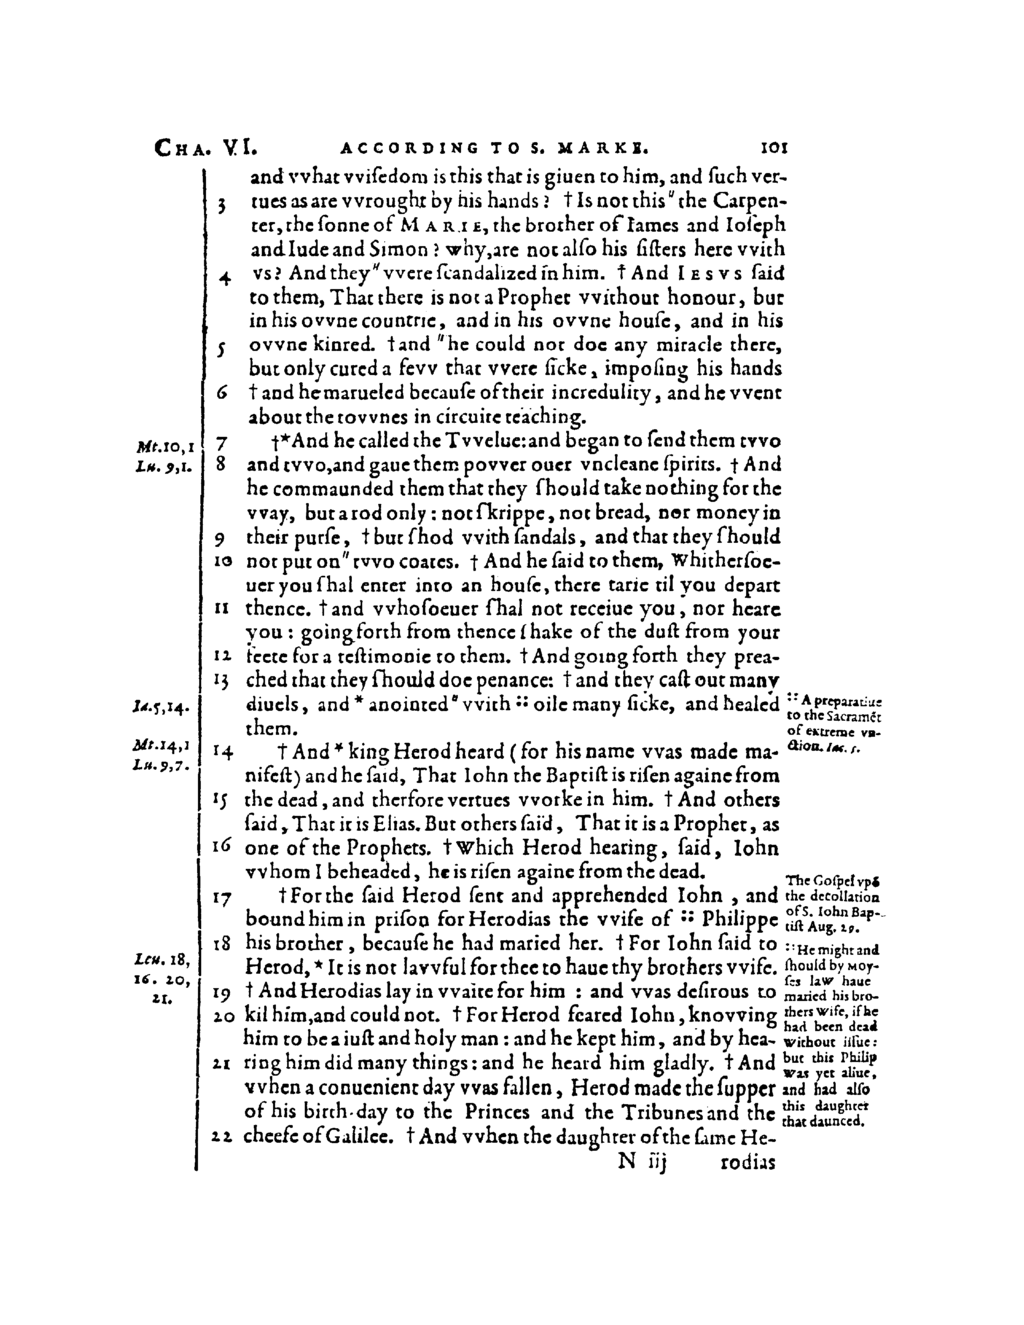 CHA. VI. ACCORDING TO S. MARKE. 101
and vvhat vvisedom is this that is giuen to him, and such ver-
3 tues as are vvrought by his hands? † Is not this " the Carpen-
ter, the sonne of MARIE, the brother of Iames and Ioseph
and Iude and Simon? why, are not also his sisters here vvith
4 vs? And they " vvere scandalized in him. † And IESVS said
to them, That there is not a Prophet vvithout honour, but
in his ovvne countrie, and in his ovvne house, and in his
5 ovvne kinred. † and " he could not doe any miracle there,
but only cured a fevv that vvere sicke, imposing his hands
6 † and he marueled because of their incredulity, and he vvent
about the tovvnes in circuite teaching.
Mt. 10, 1 7 †* And he called the Tvvelue: and began to send them tvvo
Lu. 9, 1. 8 and tvvo, and gaue them povver ouer vncleane spirits. † And
he commaunded them that they should take nothing for the
vvay, but a rod only: not skrippe, not bread, nor money in
9 their purse, † but shod vvith sandals, and that they should
10 not put on " tvvo coates. † And he said to them, Whithersoe-
uer you shal enter into an house, there tarie til you depart
11 thence. † and vvhosoeuer shal not receiue you, nor heare
you: going forth from thence shake of the dust from your
12 feete for a testimonie to them. † And going forth they prea-
13 ched that they should doe penance: † and they cast out many
Ia. 5, 14. diuels, and * anointed " vvith :: oile many sicke, and healed
them.
:: A preparatiue
to the Sacramẽt
of extreme vn-
ction. Iac. 5.
Mt. 14, 1 14 † And * king Herod heard (for his name vvas made ma-
Lu. 9, 7. nifest) and he said, That Iohn the Baptist is risen againe from
15 the dead, and therfore vertues vvorke in him. † And others
said, That it is Elias. But others said, That it is a Prophet, as
16 one of the Prophets. † Which Herod hearing, said, Iohn
vvhom I beheaded, he is risen againe from the dead.
17 † For the said Herod sent and apprehended Iohn, and
bound him in prison for Herodias the vvife of :: Philippe
The Gospel vpõ
the decollation
of S. Iohn Bap-
tist Aug. 29.
18 his brother, because he had maried her. † For Iohn said to
Leu. 18, Herod, * It is not lavvful for thee to haue thy brothers vvife.
16. 20, 19 † And Herodias lay in vvaite for him: and vvas desirous to
21. 20 kil him, and could not. † For Herod feared Iohn, knovving
him to be a iust and holy man: and he kept him, and by hea-
21 ring him did many things: and he heard him gladly. † And
vvhen a conuenient day vvas fallen, Herod made the supper
of his birth-day to the Princes and the Tribunes and the
22 cheefe of Galilee. † And vvhen the daughter of the same He-
:: He might and
should by Moy-
ses law haue
maried his bro-
thers wife, if he
had been dead
without issue:
but this Philip
was yet aliue,
and had also
this daughter
that daunced.
N iij rodias